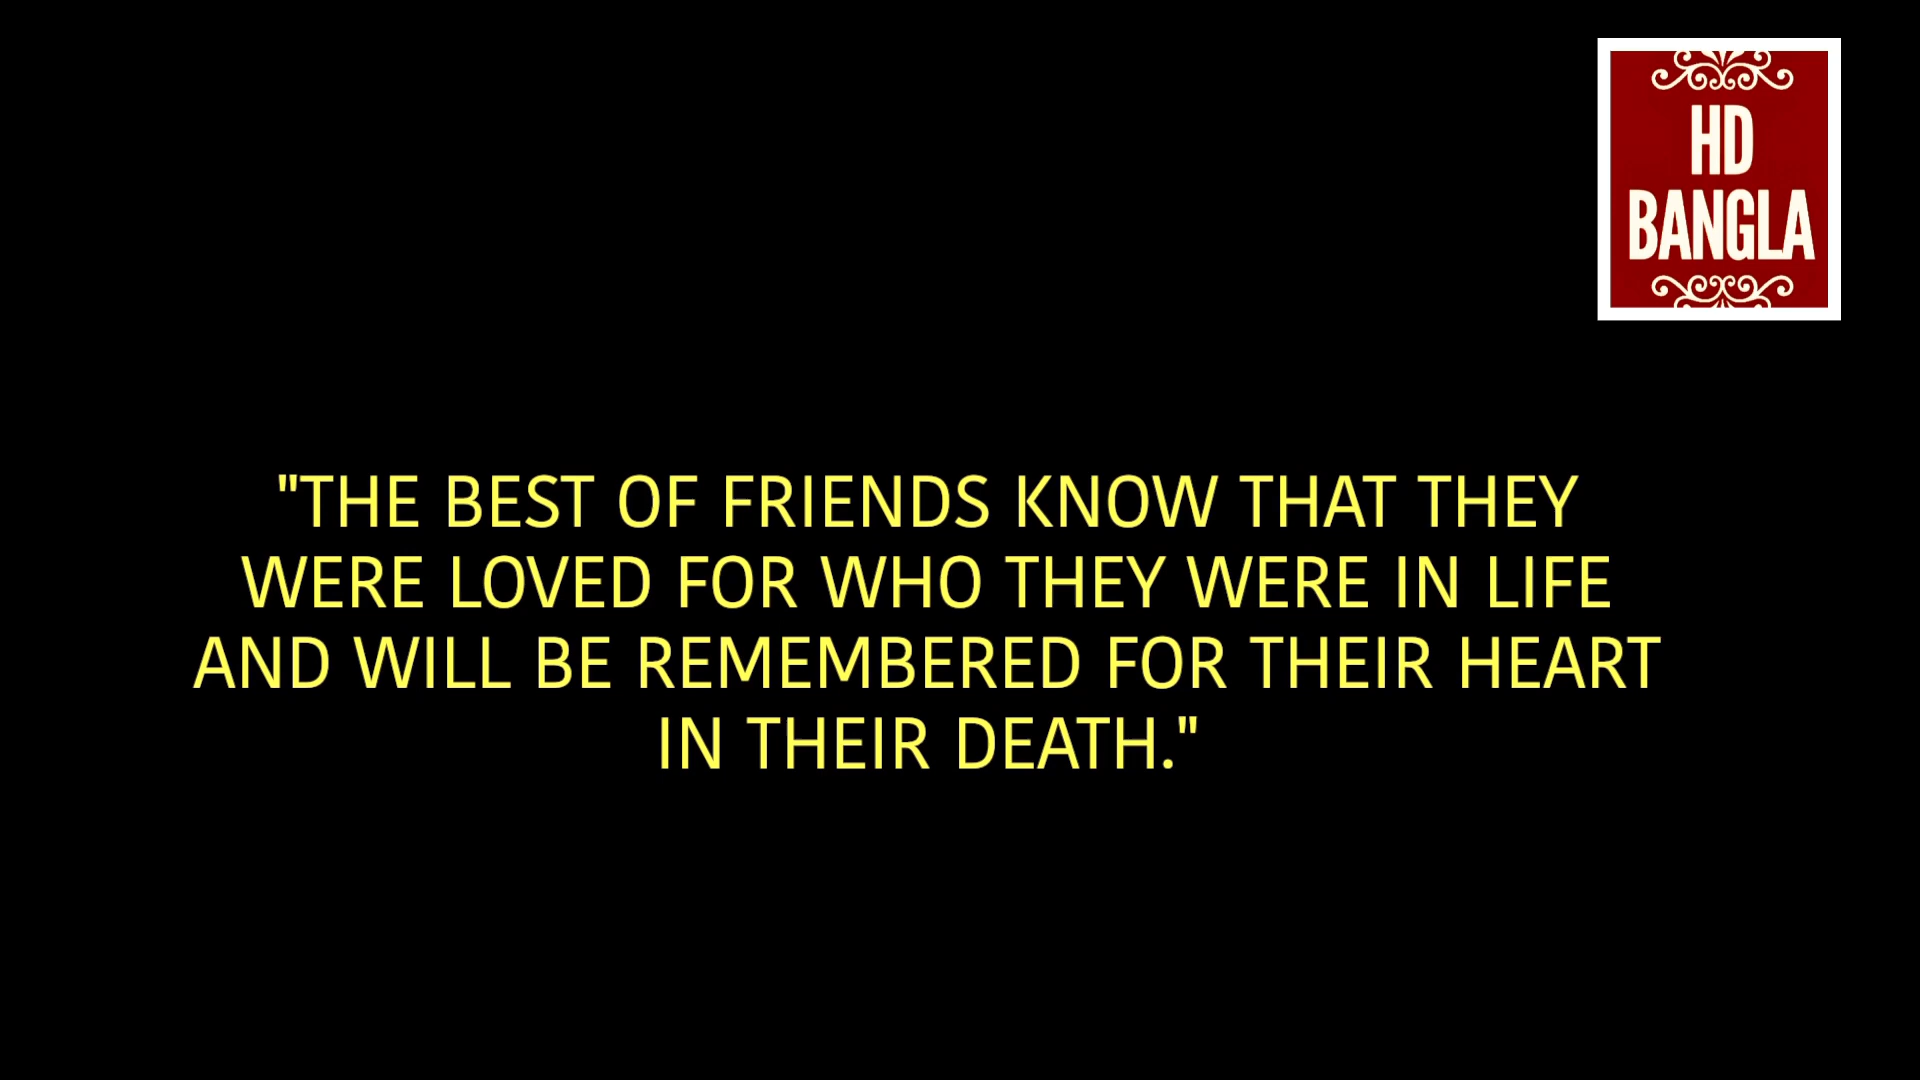 HD
BANGLA
"THE BEST OF FRIENDS KNOW THAT THEY
WERE LOVED FOR WHO THEY WERE IN LIFE
AND WILL BE REMEMBERED FOR THEIR HEART
IN THEIR DEATH."